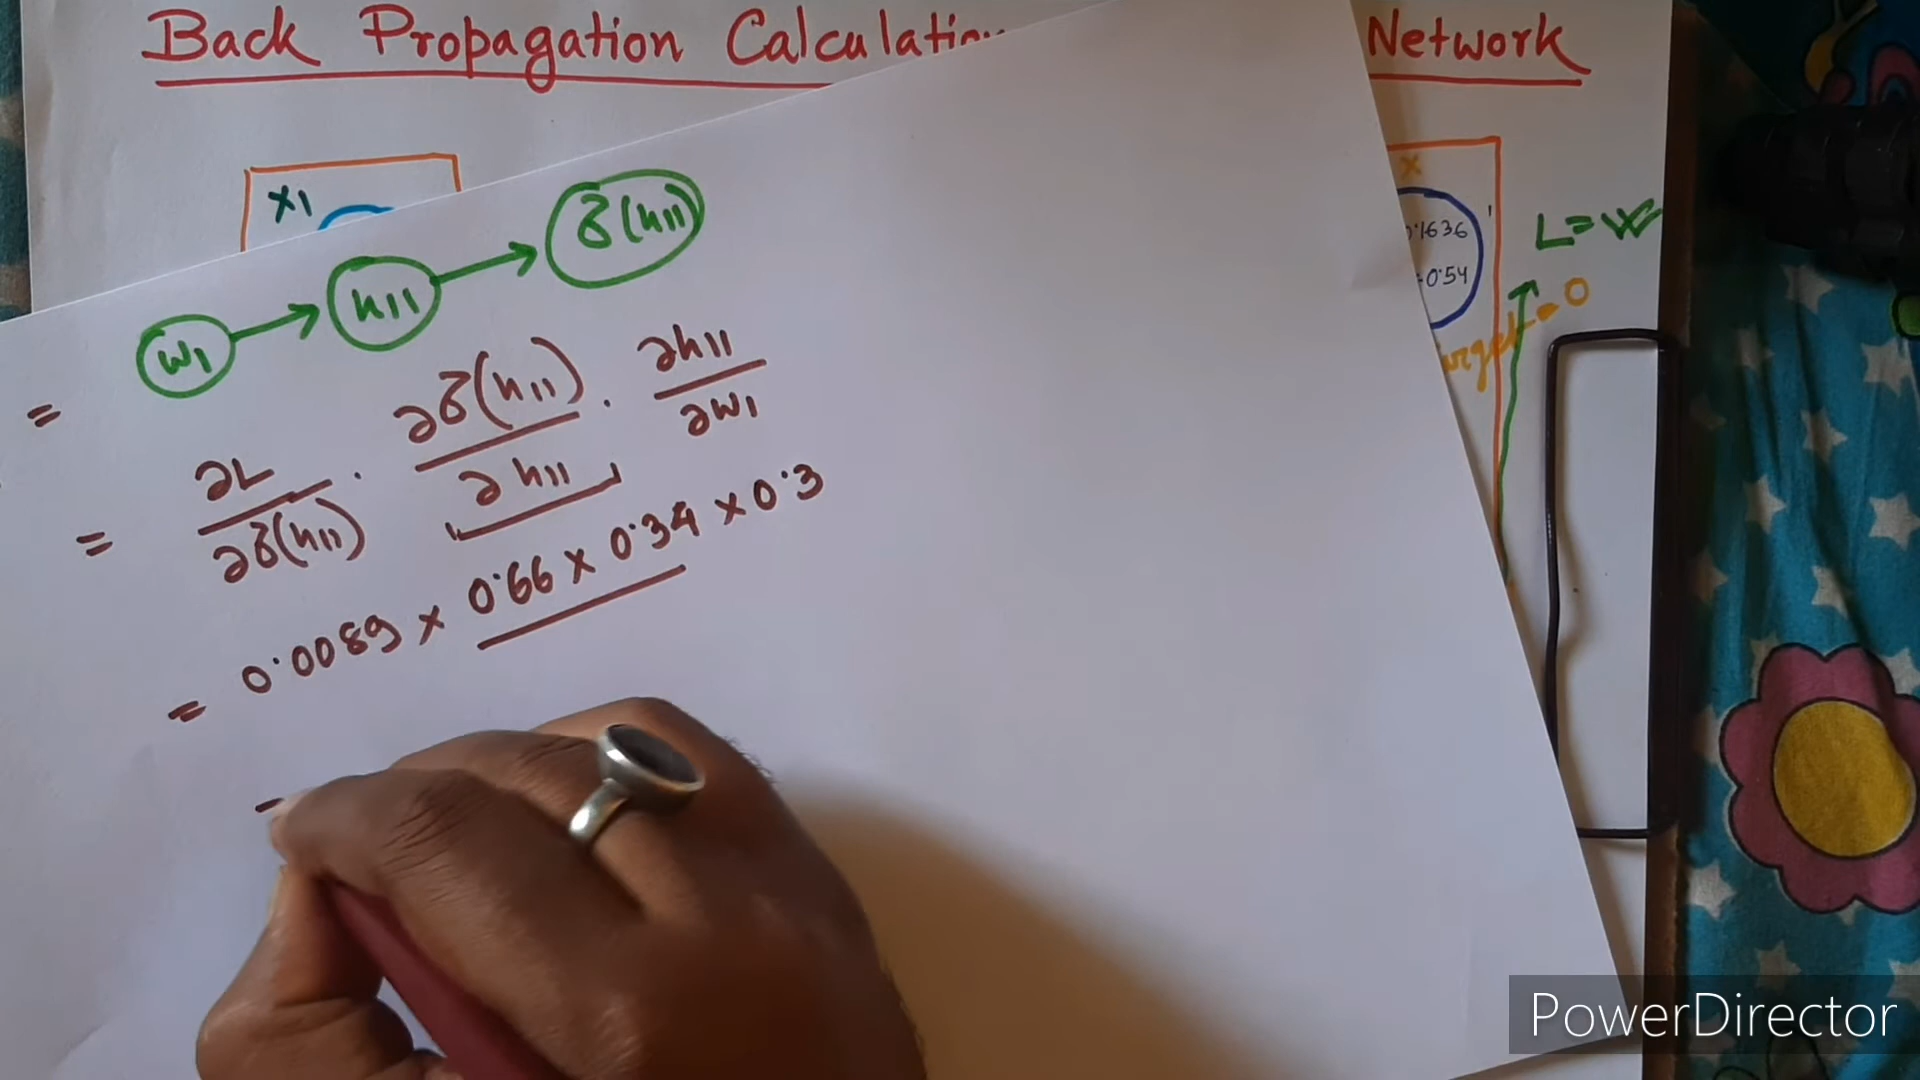 Back Propagation Calculation Network
x1
x
0.1636
=0.54
L=W
0
w1 → h11 → δ(h11)
=
= ∂L/∂δ(h11) . ∂δ(h11)/∂h11 . ∂h11/∂w1
= 0.0089 × 0.66 × 0.34 × 0.3
PowerDirector